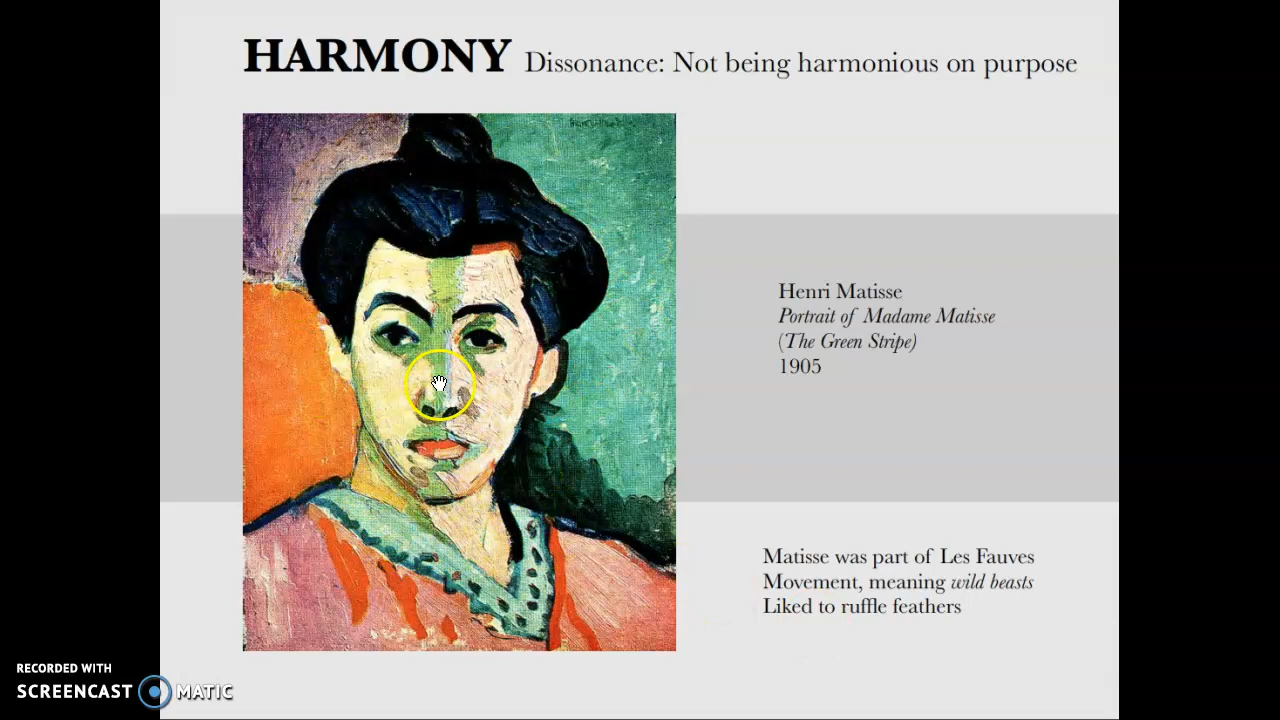 HARMONY Dissonance: Not being harmonious on purpose
Henri Matisse
Portrait of Madame Matisse
(The Green Stripe)
1905
Matisse was part of Les Fauves
Movement, meaning wild beasts
Liked to ruffle feathers
RECORDED WITH
SCREENCAST MATIC